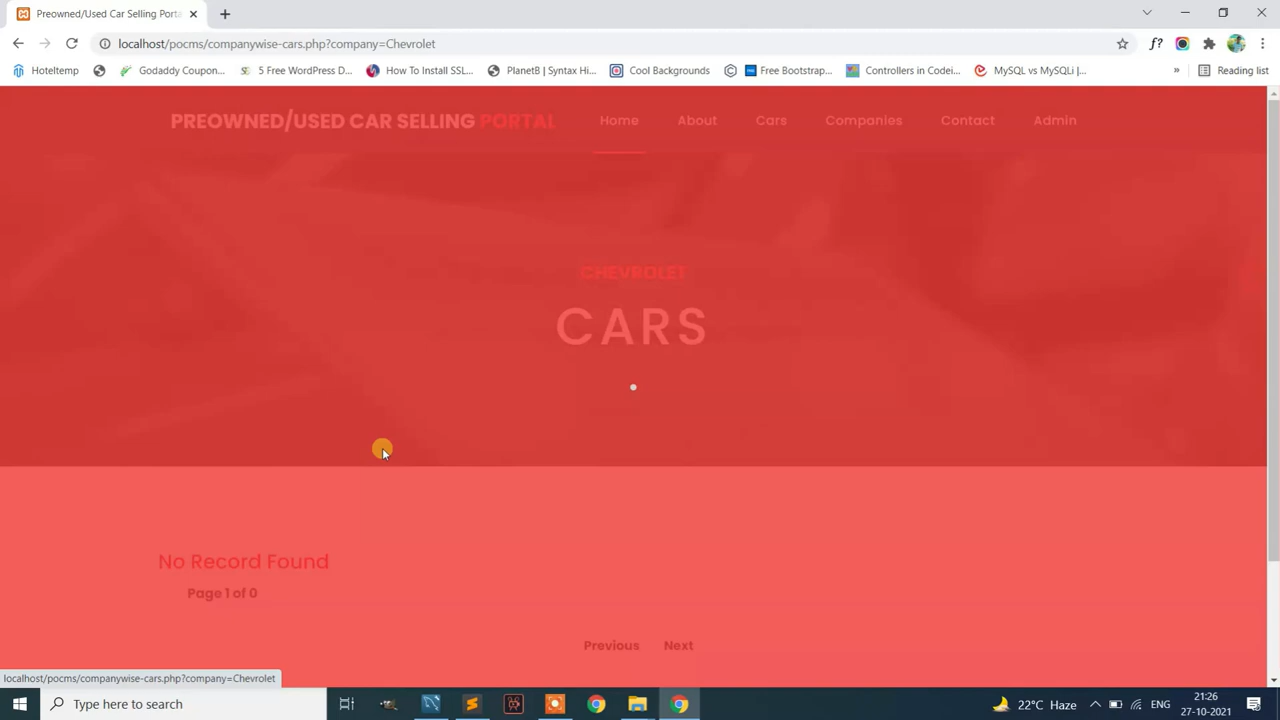 Preowned/Used Car Selling Porta
localhost/pocms/companywise-cars.php?company=Chevrolet
f?
Hoteltemp
Godaddy Coupon...
5 Free WordPress D...
How To Install SSL...
PlanetB | Syntax Hi...
Cool Backgrounds
Free Bootstrap...
Controllers in Codei...
MySQL vs MySQLi |...
»
Reading list
PREOWNED/USED CAR SELLING PORTAL
Home
About
Cars
Companies
Contact
Admin
CHEVROLET
CARS
No Record Found
Page 1 of 0
Previous
Next
localhost/pocms/companywise-cars.php?company=Chevrolet
Type here to search
22°C Haze
ENG
21:26
27-10-2021